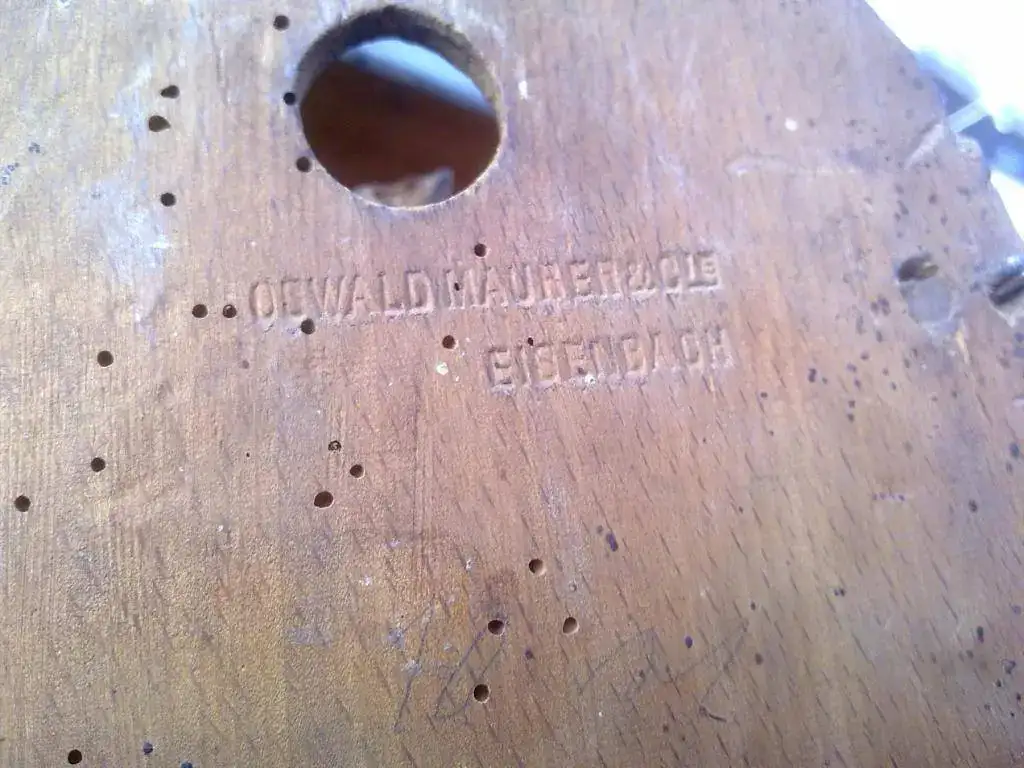 OSWALD MAURER & CIE
EISENBACH